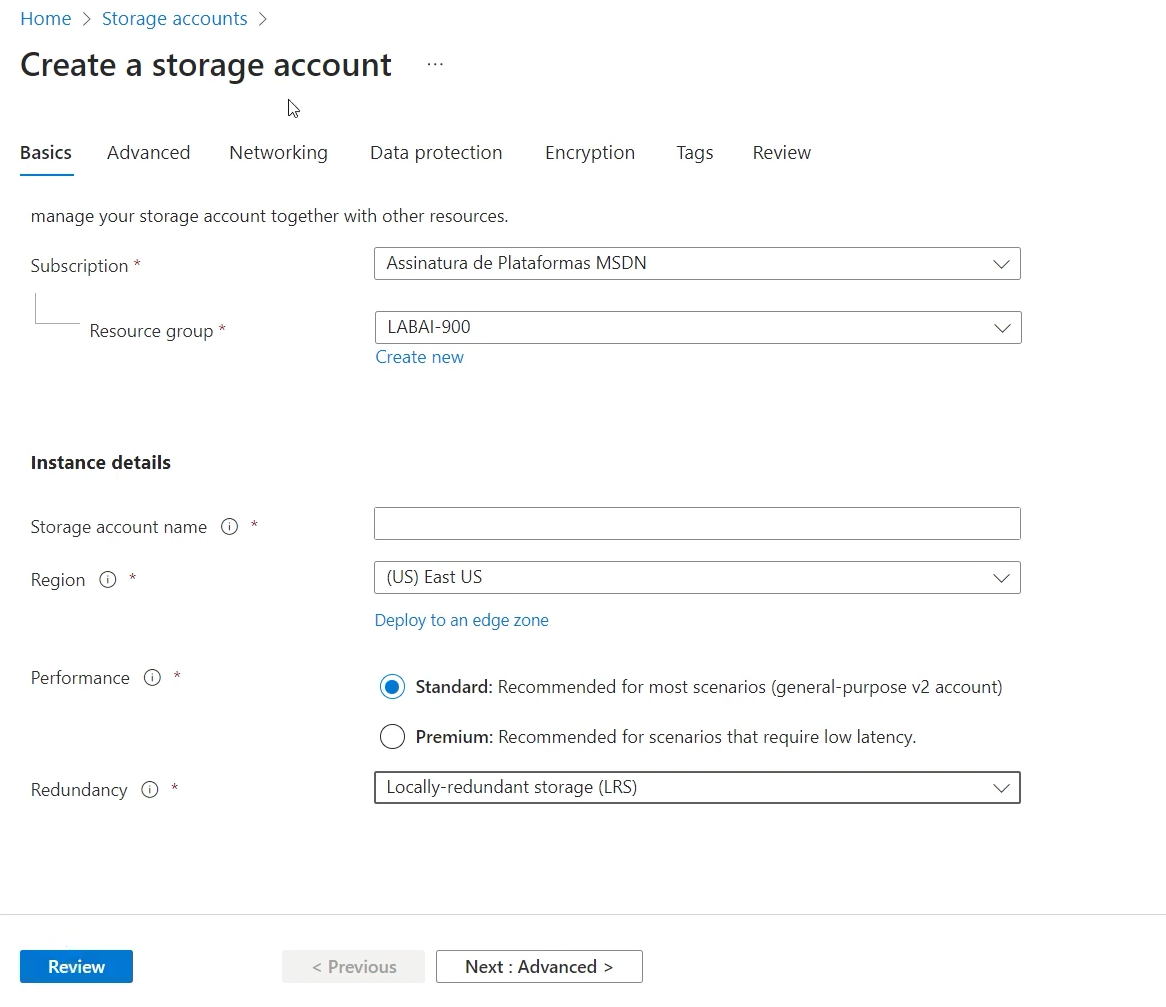 Home > Storage accounts >
Create a storage account ...
Basics Advanced Networking Data protection Encryption Tags Review
manage your storage account together with other resources.
Subscription * Assinatura de Plataformas MSDN
Resource group * LABAI-900
Create new
Instance details
Storage account name *
Region * (US) East US
Deploy to an edge zone
Performance * Standard: Recommended for most scenarios (general-purpose v2 account)
Premium: Recommended for scenarios that require low latency.
Redundancy * Locally-redundant storage (LRS)
Review < Previous Next : Advanced >